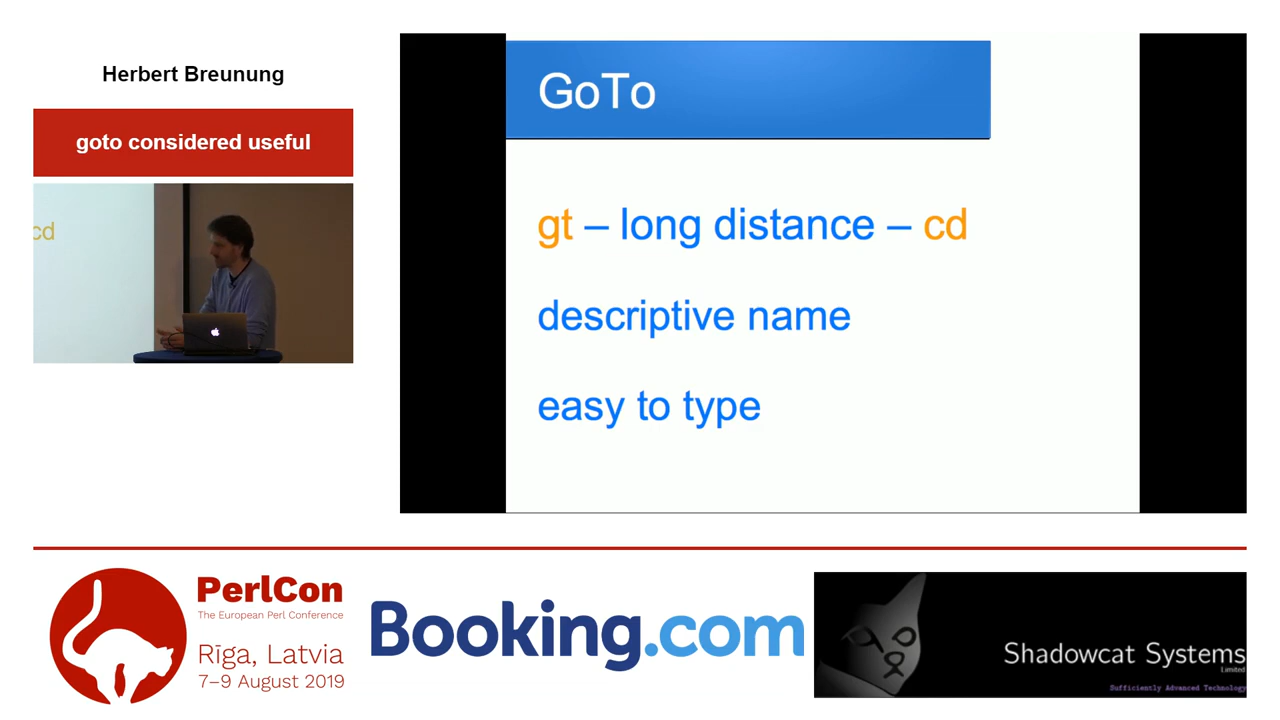 Herbert Breunung
goto considered useful
cd
GoTo
gt – long distance – cd
descriptive name
easy to type
PerlCon
The European Perl Conference
Rīga, Latvia
7–9 August 2019
Booking.com
Shadowcat Systems
Limited
Sufficiently Advanced Technology